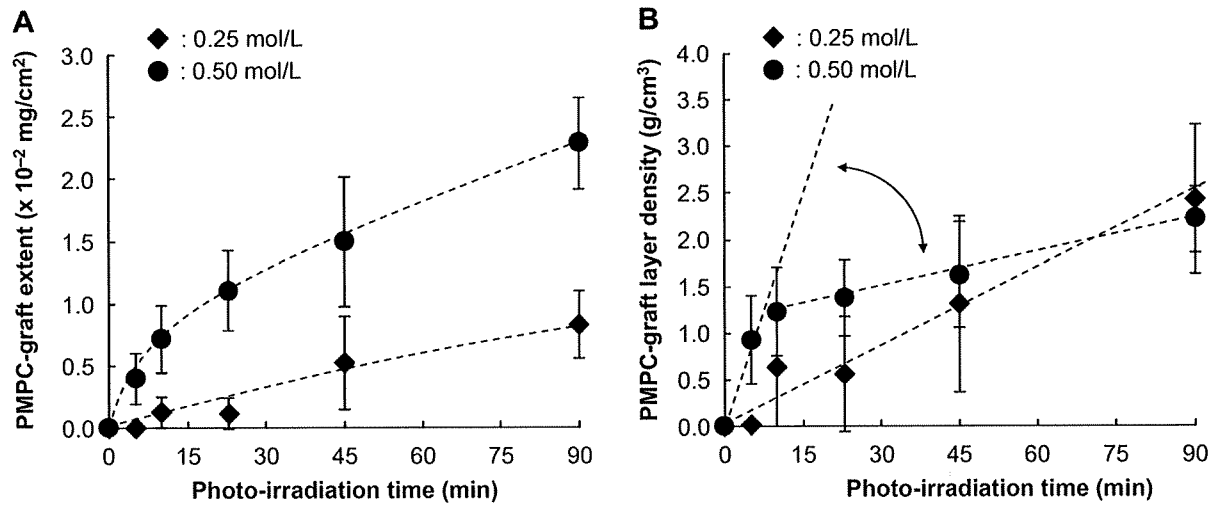 A
◆ : 0.25 mol/L
● : 0.50 mol/L
PMPC-graft extent (x 10⁻² mg/cm²)
3.0
2.5
2.0
1.5
1.0
0.5
0.0
0 15 30 45 60 75 90
Photo-irradiation time (min)
B
◆ : 0.25 mol/L
● : 0.50 mol/L
PMPC-graft layer density (g/cm³)
4.0
3.5
3.0
2.5
2.0
1.5
1.0
0.5
0.0
0 15 30 45 60 75 90
Photo-irradiation time (min)